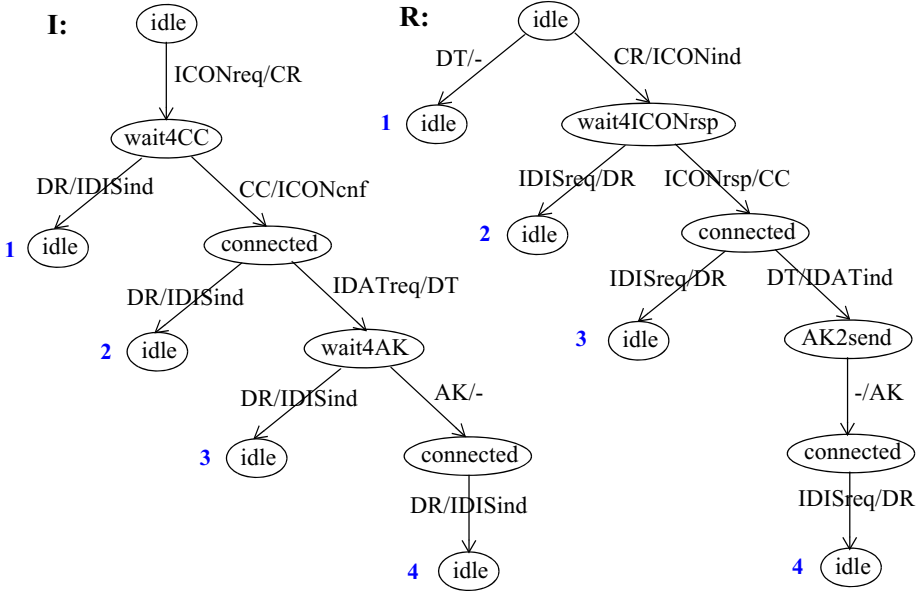 I:
idle
ICONreq/CR
wait4CC
DR/IDISind
CC/ICONcnf
1
idle
connected
DR/IDISind
IDATreq/DT
2
idle
wait4AK
DR/IDISind
AK/-
3
idle
connected
DR/IDISind
4
idle
R:
idle
DT/-
CR/ICONind
1
idle
wait4ICONrsp
IDISreq/DR
ICONrsp/CC
2
idle
connected
IDISreq/DR
DT/IDATind
3
idle
AK2send
-/AK
connected
IDISreq/DR
4
idle